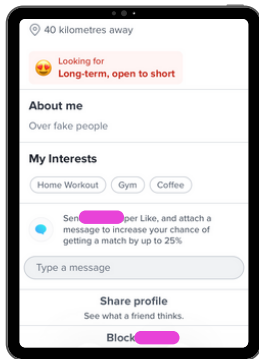 40 kilometres away
Looking for
Long-term, open to short
About me
Over fake people
My Interests
Home Workout
Gym
Coffee
Sen per Like, and attach a
message to increase your chance of
getting a match by up to 25%
Type a message
Share profile
See what a friend thinks.
Block